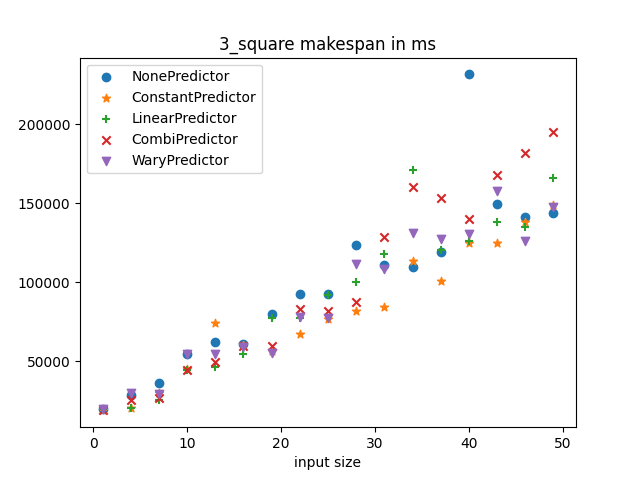 3_square makespan in ms
NonePredictor
ConstantPredictor
LinearPredictor
CombiPredictor
WaryPredictor
200000
150000
100000
50000
0 10 20 30 40 50
input size